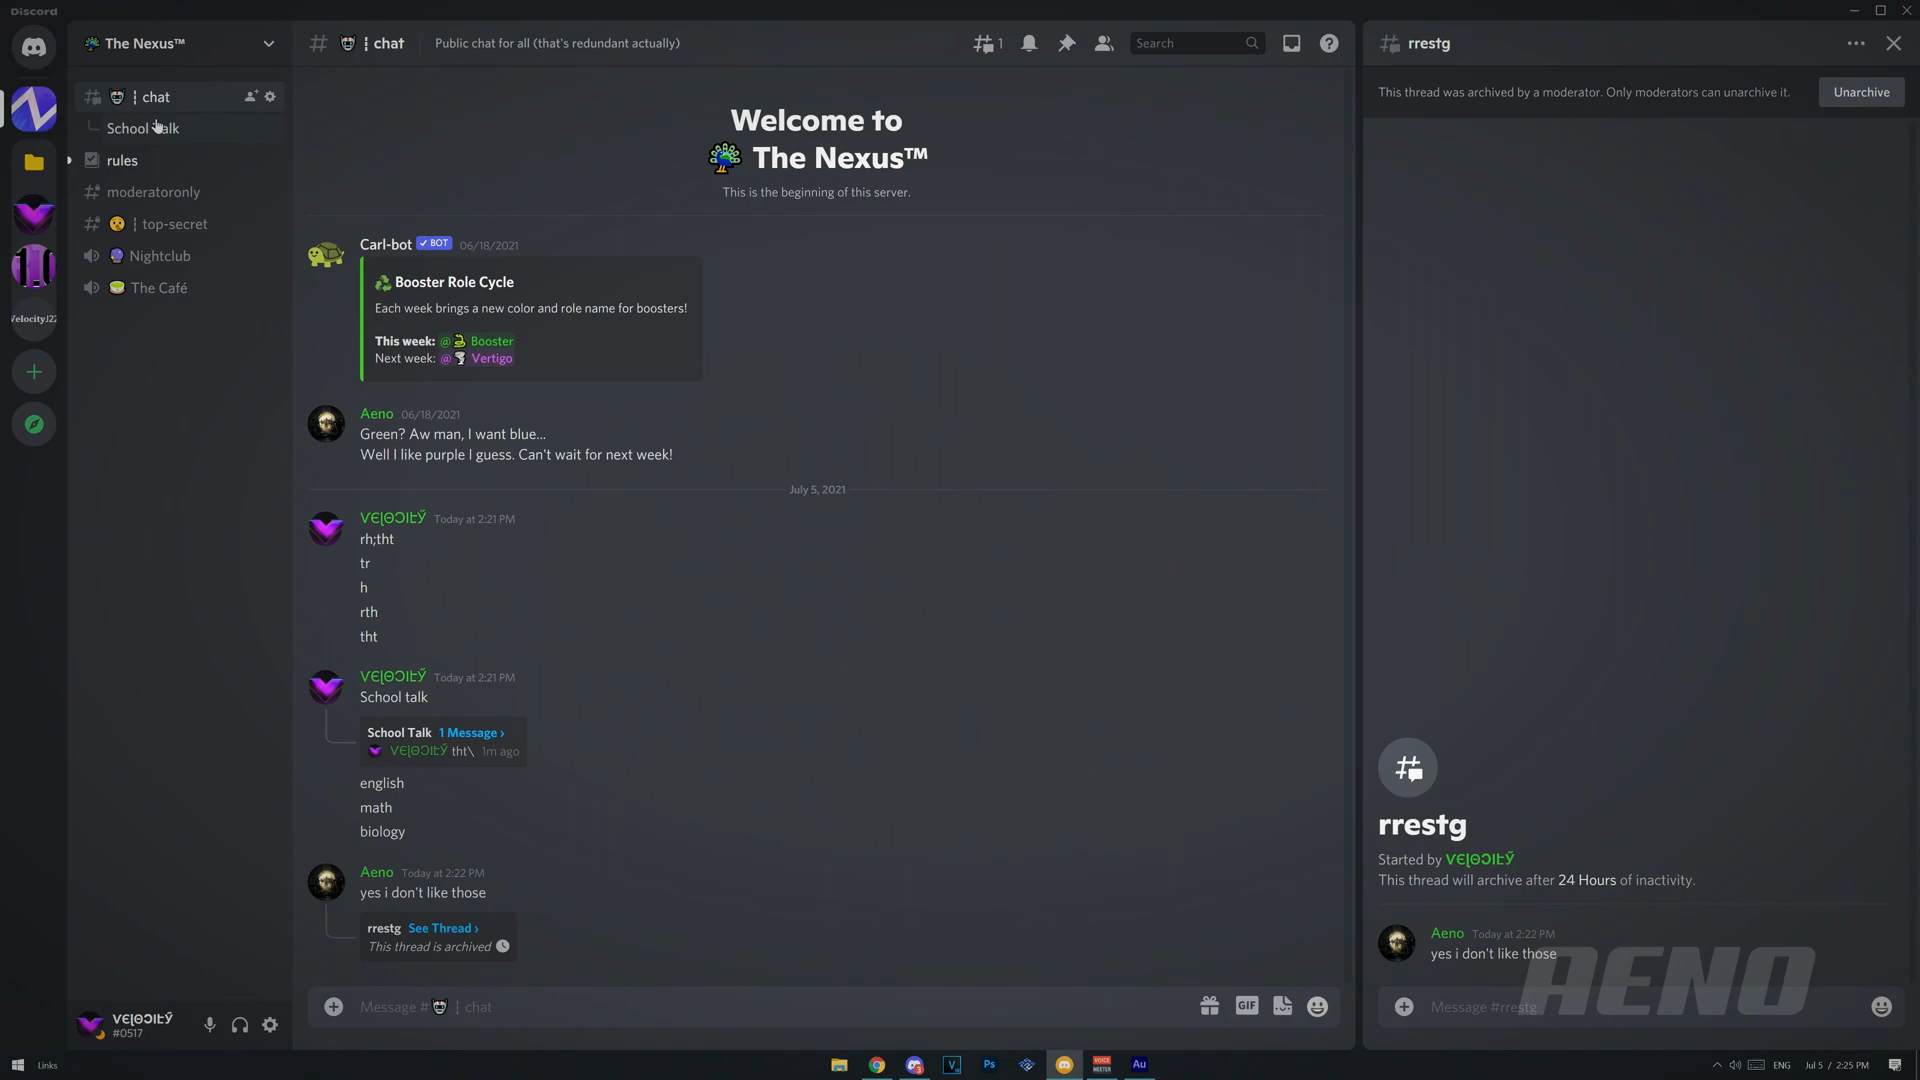 Discord
The Nexus™
¦ chat
Public chat for all (that's redundant actually)
1
Search
rrestg
¦ chat
School Talk
rules
moderatoronly
¦ top-secret
Nightclub
The Café
This thread was archived by a moderator. Only moderators can unarchive it.
Unarchive
Welcome to
The Nexus™
This is the beginning of this server.
Carl-bot BOT 06/18/2021
Booster Role Cycle
Each week brings a new color and role name for boosters!
This week: @ Booster
Next week: @ Vertigo
Aeno 06/18/2021
Green? Aw man, I want blue...
Well I like purple I guess. Can't wait for next week!
July 5, 2021
Today at 2:21 PM
rh;tht
tr
h
rth
tht
Today at 2:21 PM
School talk
School Talk 1 Message ›
tht\ 1m ago
english
math
biology
Aeno Today at 2:22 PM
yes i don't like those
rrestg See Thread ›
This thread is archived
Message # ¦ chat
GIF
rrestg
Started by
This thread will archive after 24 Hours of inactivity.
Aeno Today at 2:22 PM
yes i don't like those
AENO
Message #rrestg
#0517
Links
Ps
VOICE
MEETER
Au
ENG
Jul 5 / 2:25 PM